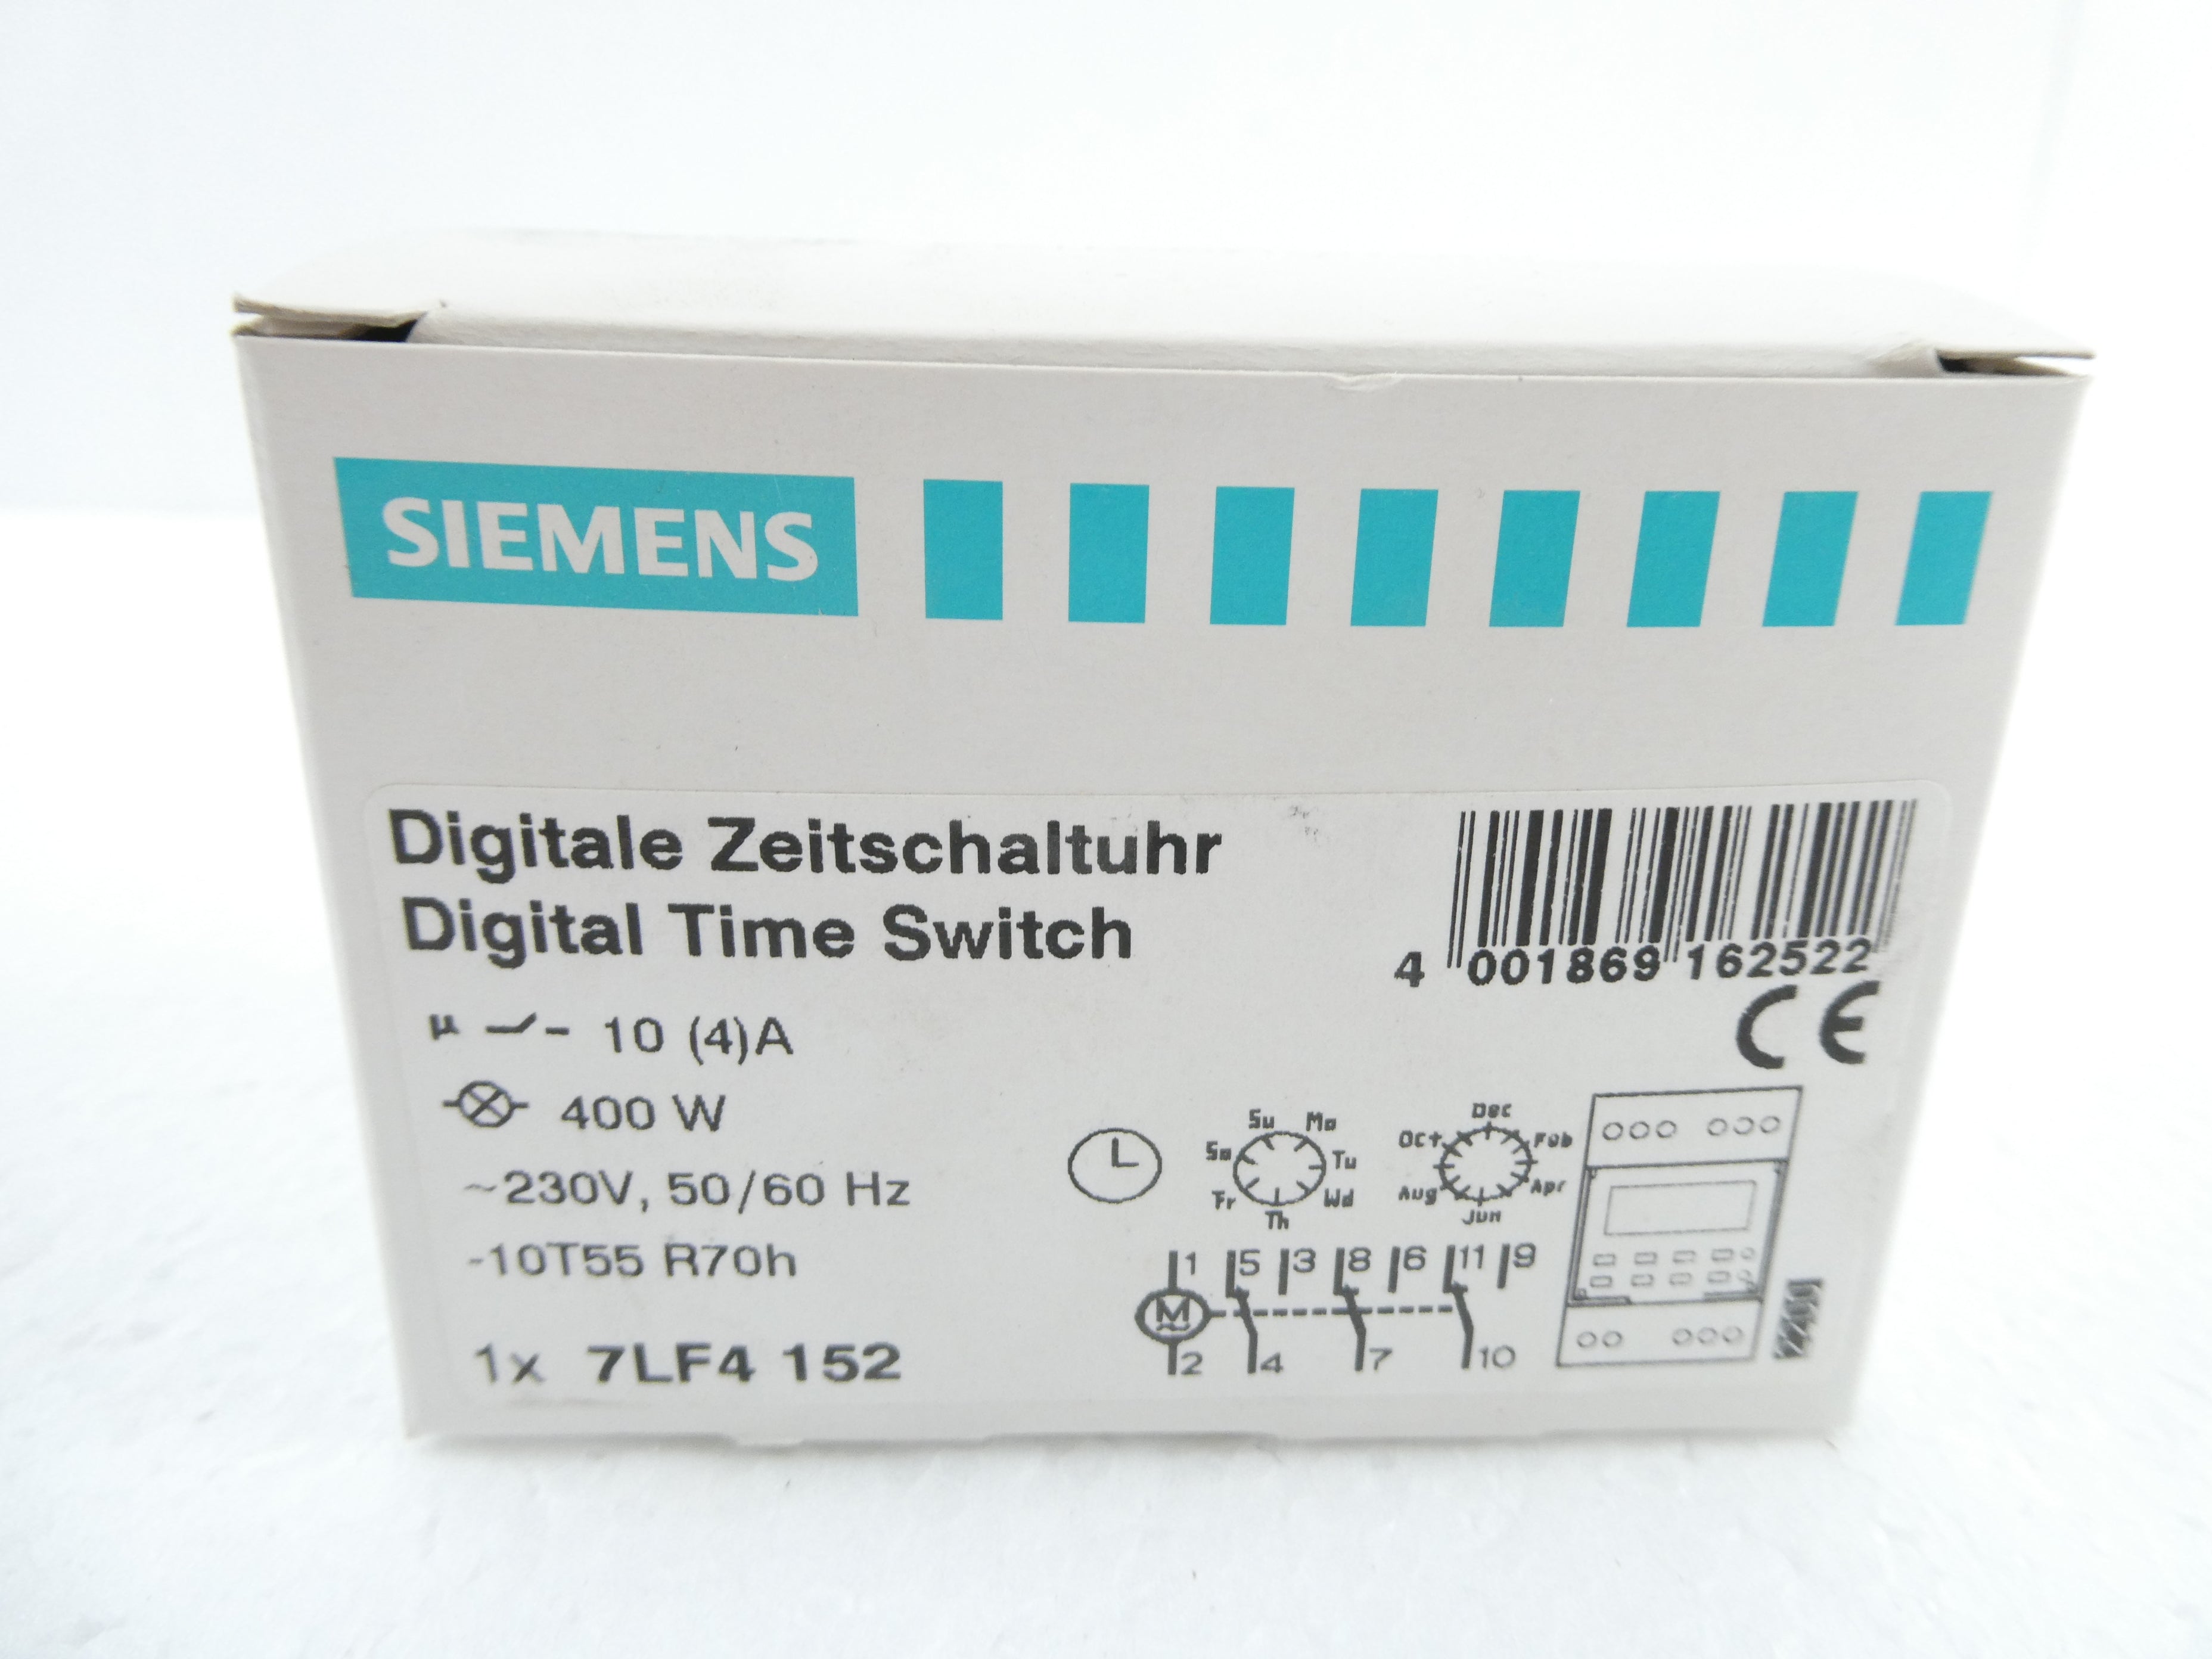 SIEMENS
Digitale Zeitschaltuhr
Digital Time Switch
4 001869 162522
CE
µ 10 (4)A
400 W
~230V, 50/60 Hz
-10T55 R70h
1x 7LF4 152
Su Mo Tu Wd Th Fr Sa
Dec Feb Apr Jun Aug Oct
1 5 3 8 6 11 9
M
2 4 7 10